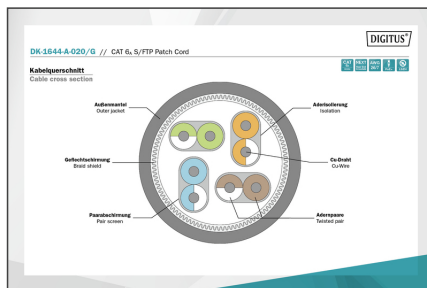 DIGITUS®
DK-1644-A-020/G // CAT 6A S/FTP Patch Cord
Kabelquerschnitt
Cable cross section
Außenmantel
Outer jacket
Aderisolierung
Isolation
Geflechtschirmung
Braid shield
Cu-Draht
Cu-Wire
Paarabschirmung
Pair screen
Adernpaare
Twisted pair